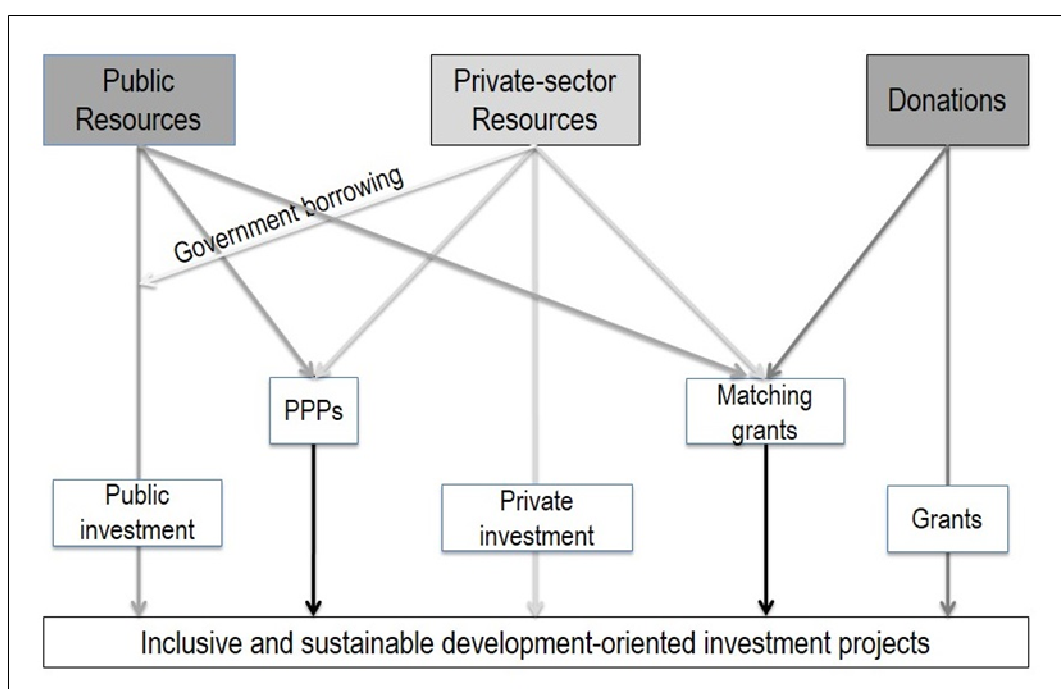 Public
Resources
Private-sector
Resources
Donations
Government borrowing
PPPs
Matching
grants
Public
investment
Private
investment
Grants
Inclusive and sustainable development-oriented investment projects